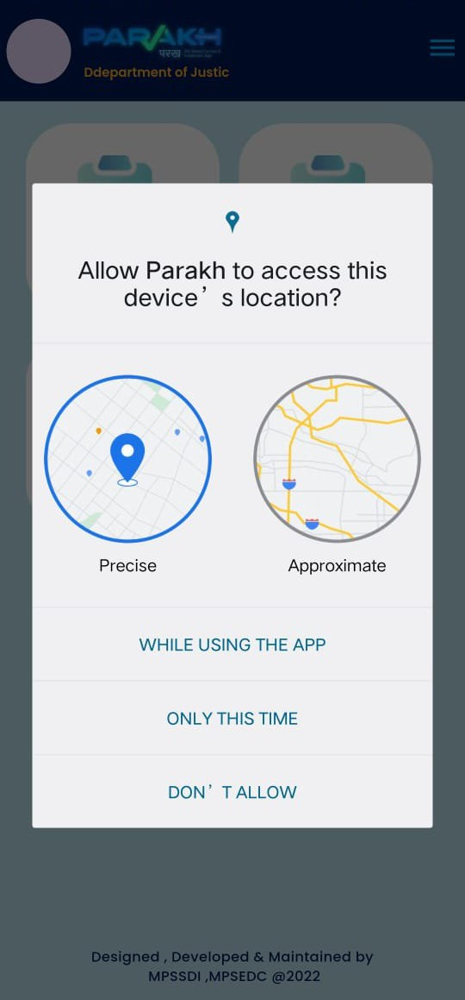 PARAKH
परख
Ddepartment of Justic
Allow Parakh to access this
device’s location?
Precise
Approximate
WHILE USING THE APP
ONLY THIS TIME
DON’T ALLOW
Designed , Developed & Maintained by
MPSSDI ,MPSEDC @2022